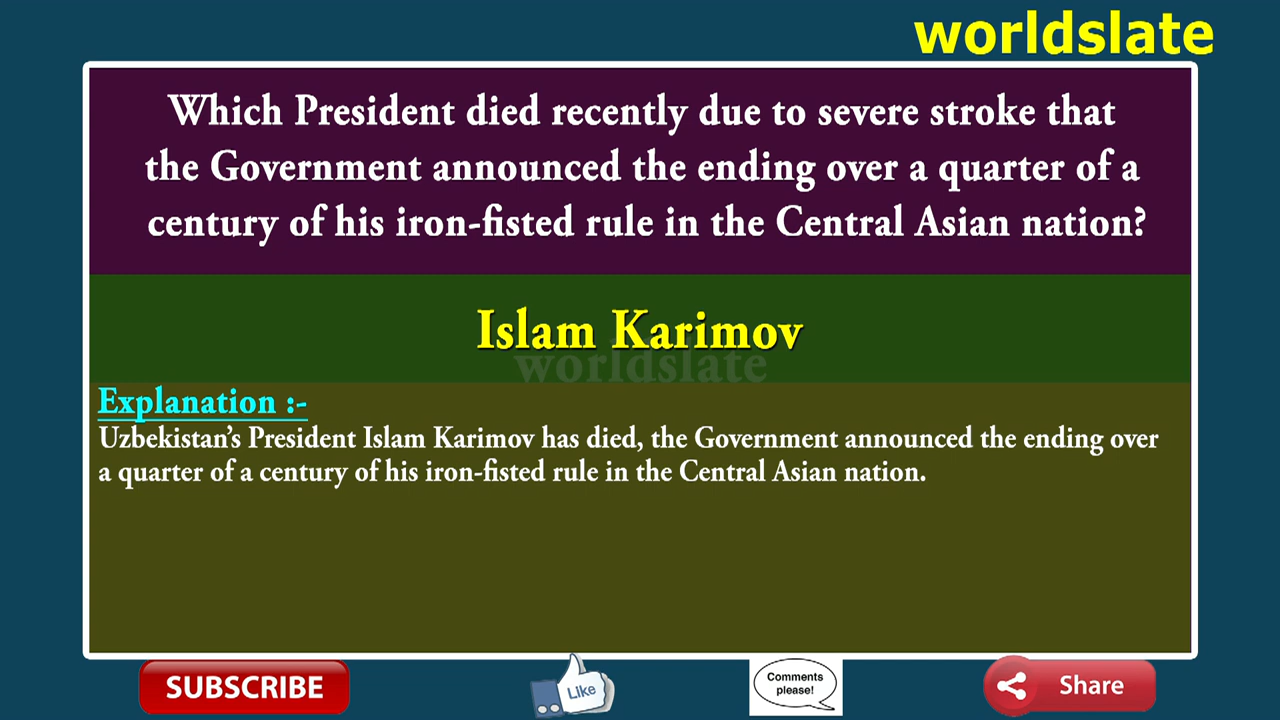 worldslate
Which President died recently due to severe stroke that
the Government announced the ending over a quarter of a
century of his iron-fisted rule in the Central Asian nation?
Islam Karimov
worldslate
Explanation :-
Uzbekistan's President Islam Karimov has died, the Government announced the ending over
a quarter of a century of his iron-fisted rule in the Central Asian nation.
SUBSCRIBE
Like
Comments
please!
Share